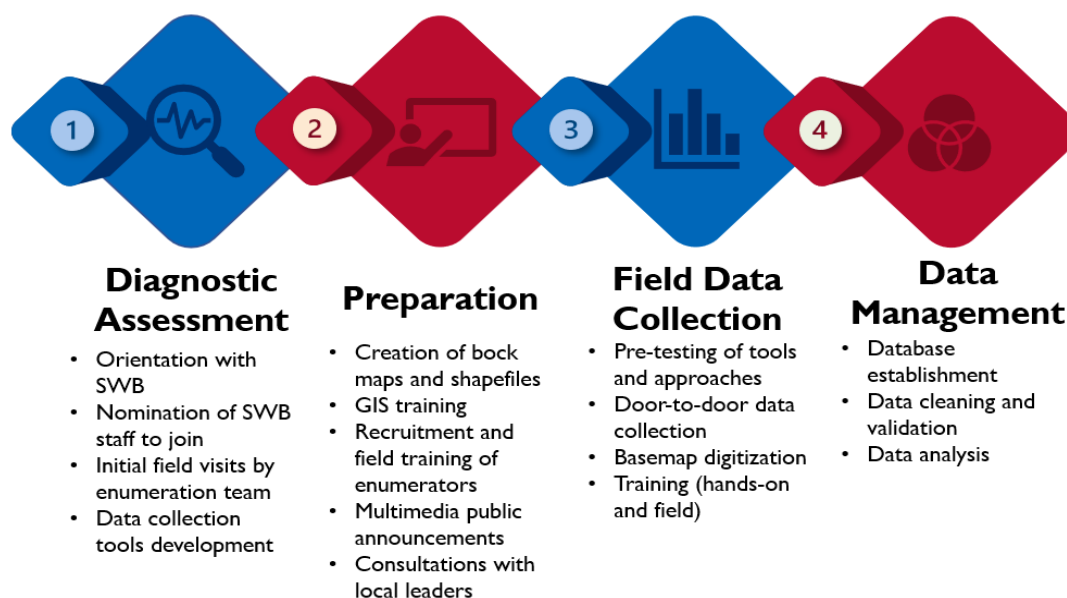 1
Diagnostic
Assessment
• Orientation with
SWB
• Nomination of SWB
staff to join
• Initial field visits by
enumeration team
• Data collection
tools development
2
Preparation
• Creation of bock
maps and shapefiles
• GIS training
• Recruitment and
field training of
enumerators
• Multimedia public
announcements
• Consultations with
local leaders
3
Field Data
Collection
• Pre-testing of tools
and approaches
• Door-to-door data
collection
• Basemap digitization
• Training (hands-on
and field)
4
Data
Management
• Database
establishment
• Data cleaning and
validation
• Data analysis